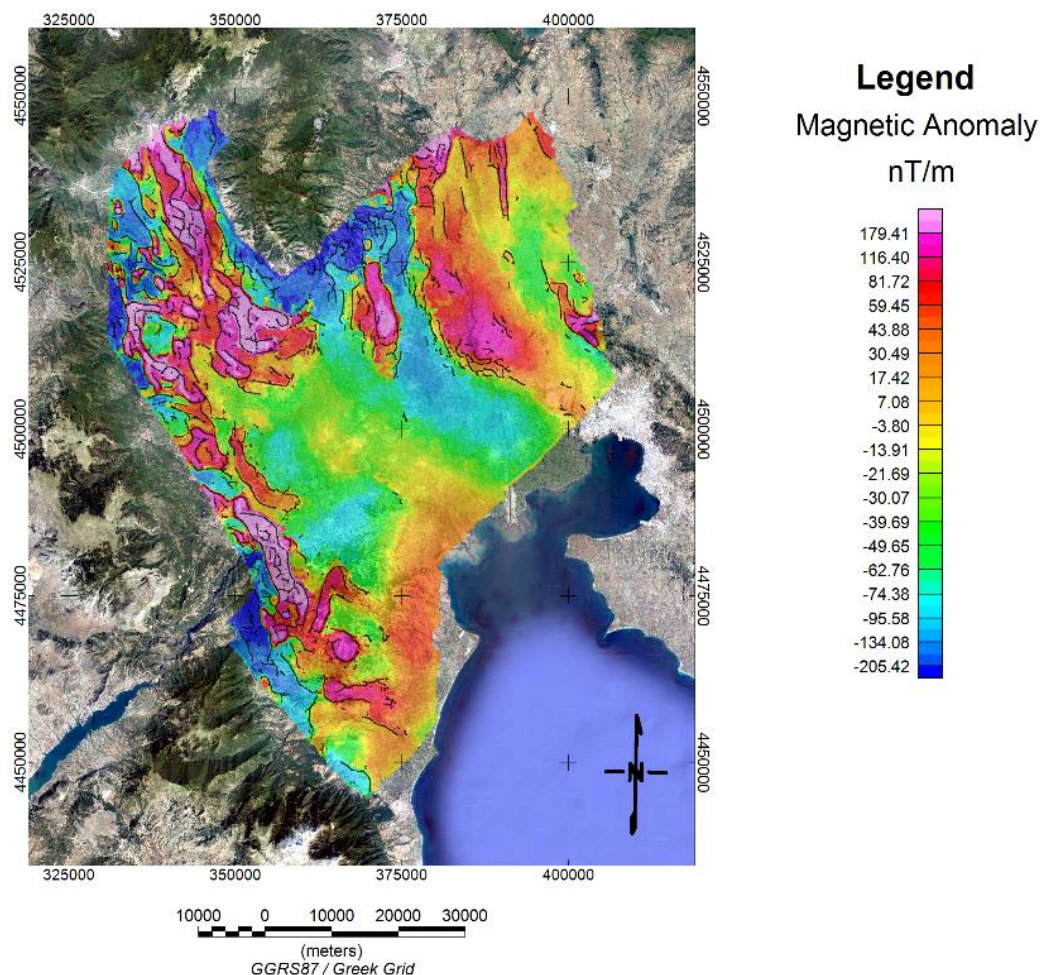 325000 350000 375000 400000
4550000 4550000
4525000 4525000
4500000 4500000
4475000 4475000
4450000 4450000
325000 350000 375000 400000
10000 0 10000 20000 30000
(meters)
GGRS87 / Greek Grid
Legend
Magnetic Anomaly
nT/m
179.41
116.40
81.72
59.45
43.88
30.49
17.42
7.08
-3.80
-13.91
-21.69
-30.07
-39.69
-49.65
-62.76
-74.38
-95.58
-134.08
-205.42
N